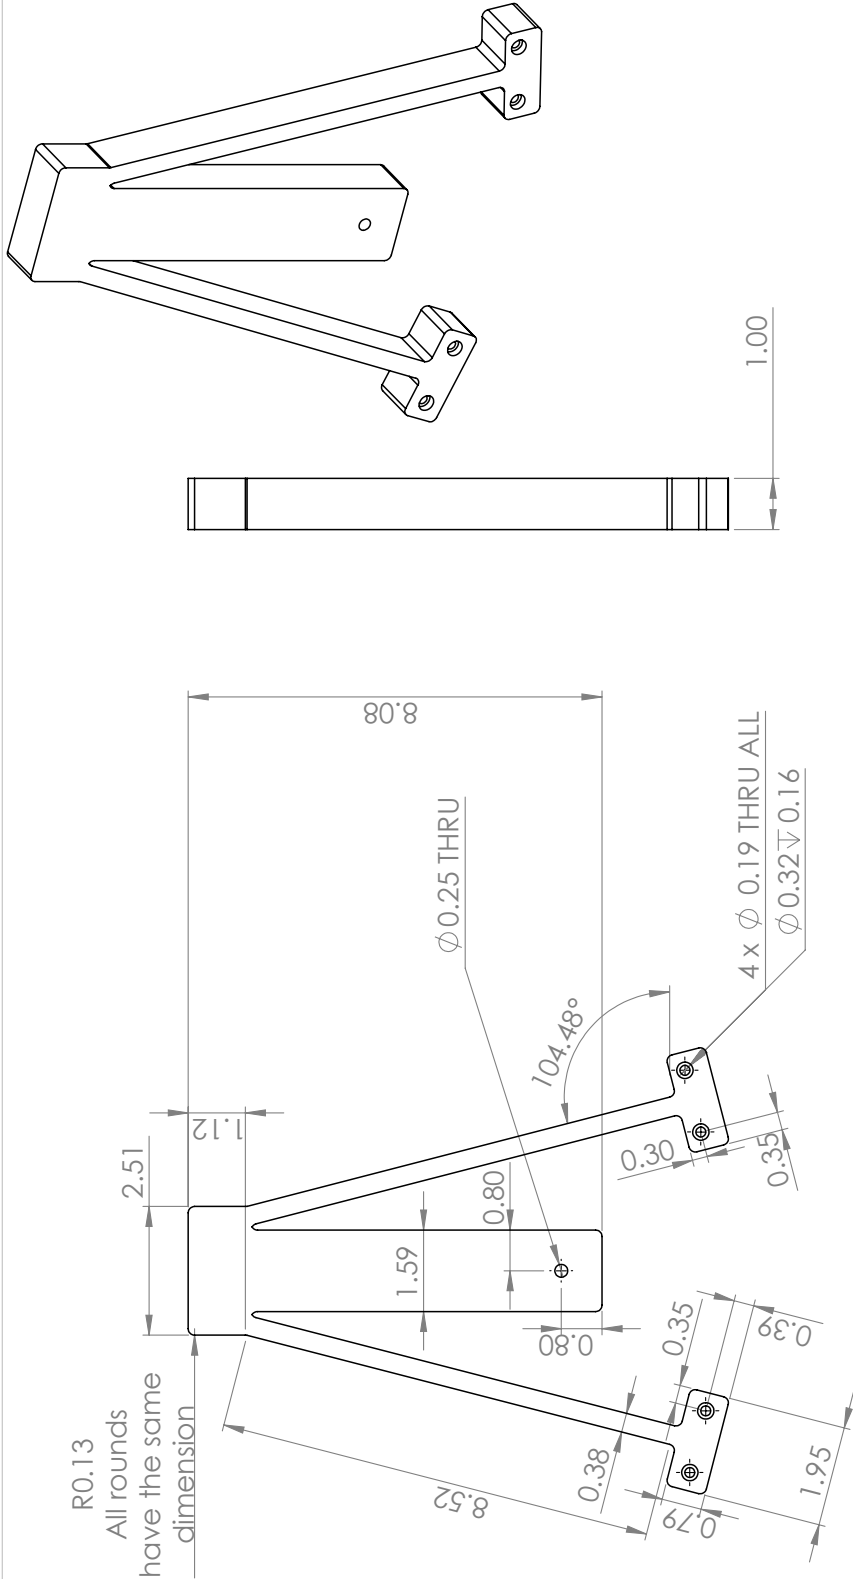 R0.13
All rounds
have the same
dimension
2.51
1.12
8.08
1.00
⌀ 0.25 THRU
104.48°
4 x ⌀ 0.19 THRU ALL
⌀ 0.32 ↧ 0.16
0.80
1.59
0.80
0.30
0.35
8.52
0.38
0.35
0.39
0.79
1.95